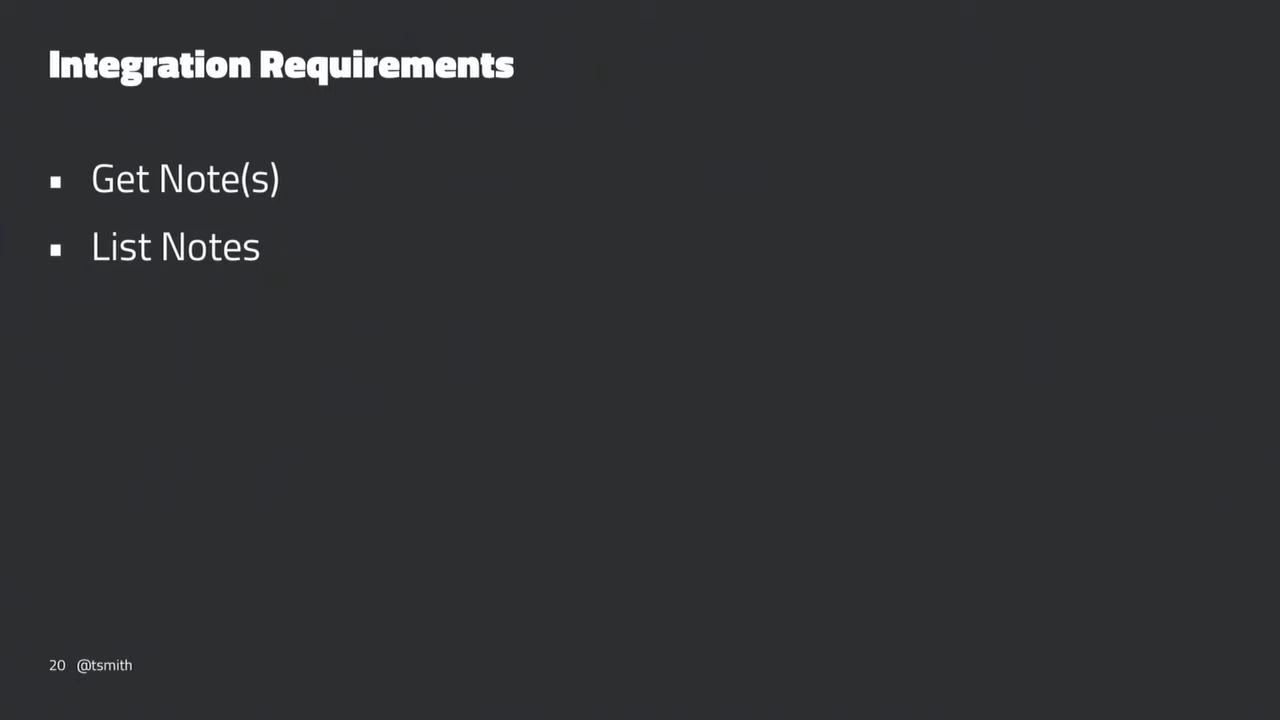 Integration Requirements
▪ Get Note(s)
▪ List Notes
20 @tsmith